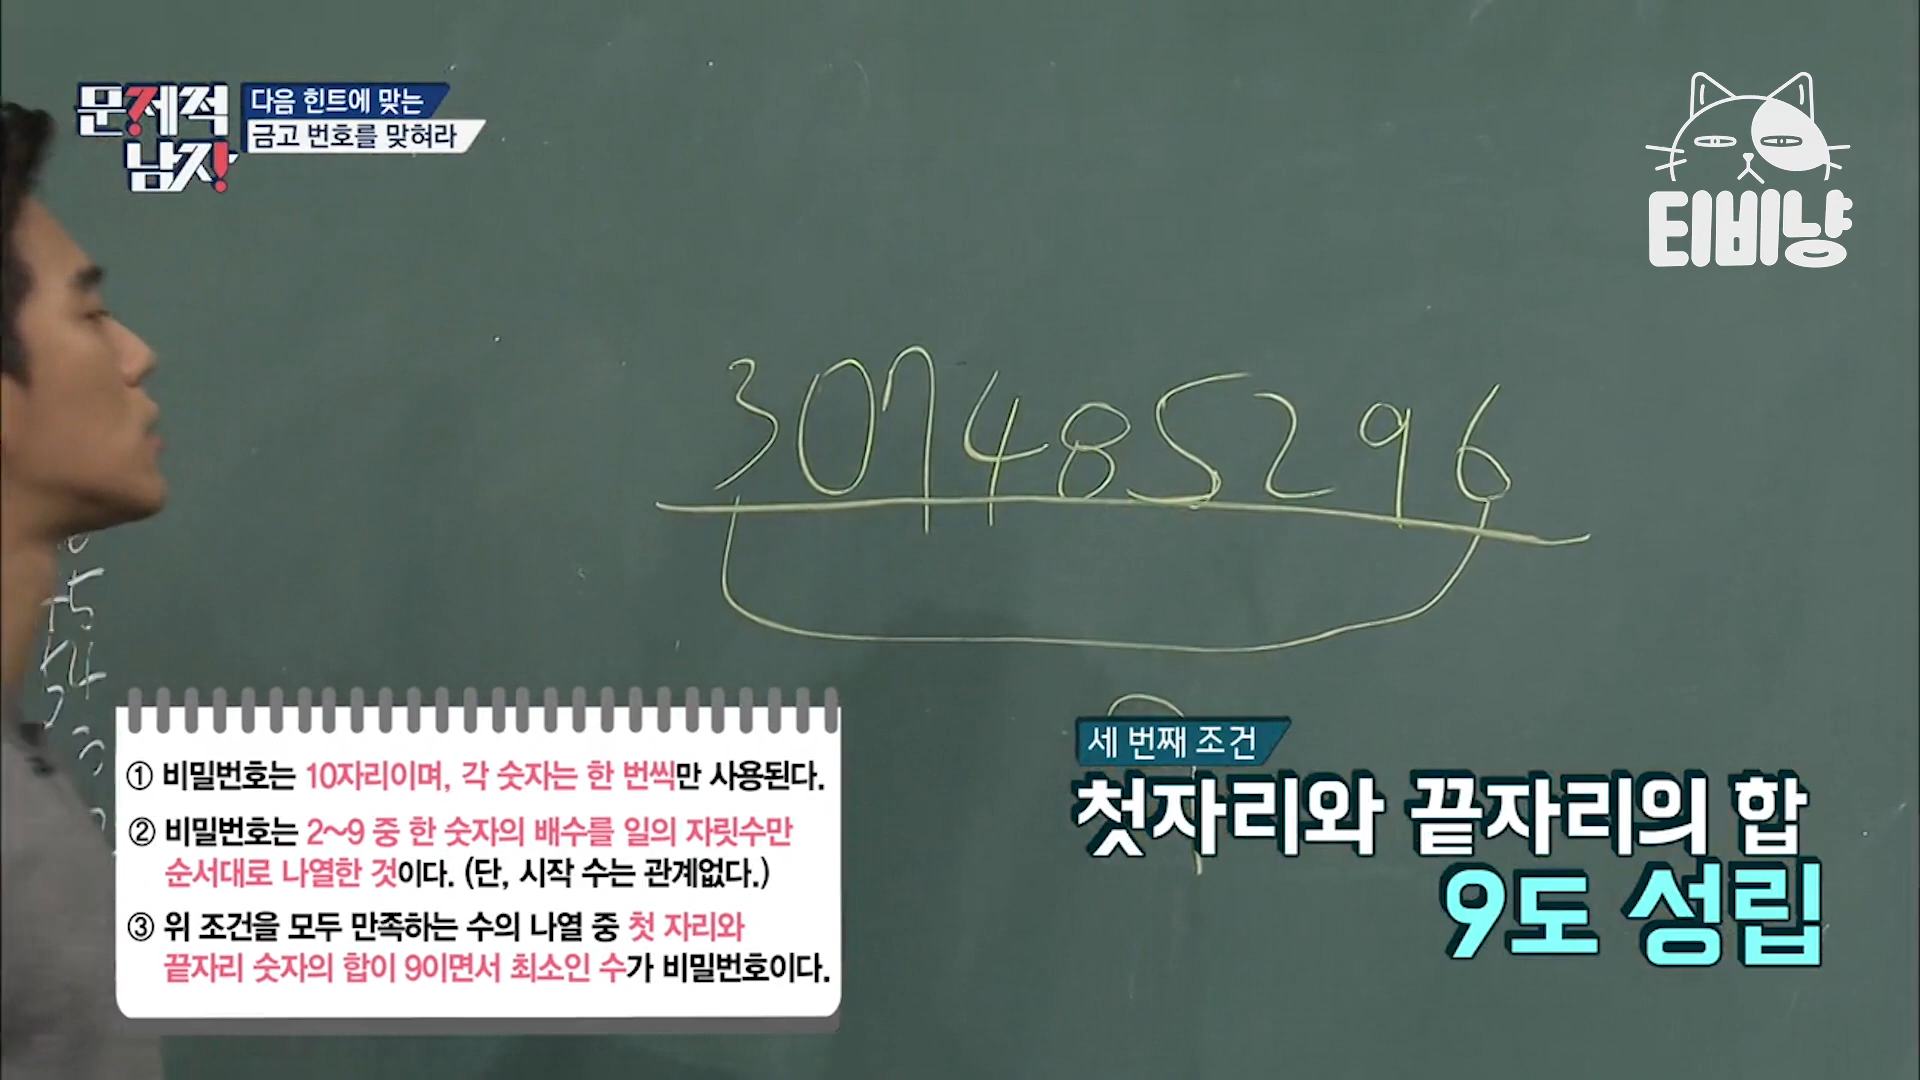 문제적
남자!
다음 힌트에 맞는
금고 번호를 맞혀라
티비냥
307485296
① 비밀번호는 10자리이며, 각 숫자는 한 번씩만 사용된다.
② 비밀번호는 2~9 중 한 숫자의 배수를 일의 자릿수만
순서대로 나열한 것이다. (단, 시작 수는 관계없다.)
③ 위 조건을 모두 만족하는 수의 나열 중 첫 자리와
끝자리 숫자의 합이 9이면서 최소인 수가 비밀번호이다.
세 번째 조건
첫자리와 끝자리의 합
9도 성립